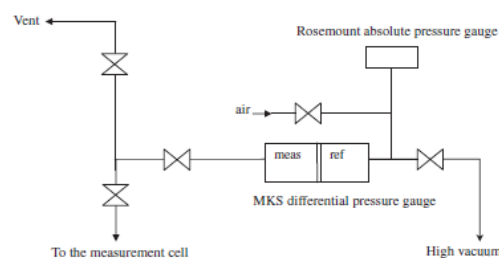 Vent
Rosemount absolute pressure gauge
air
meas ref
MKS differential pressure gauge
To the measurement cell
High vacuum